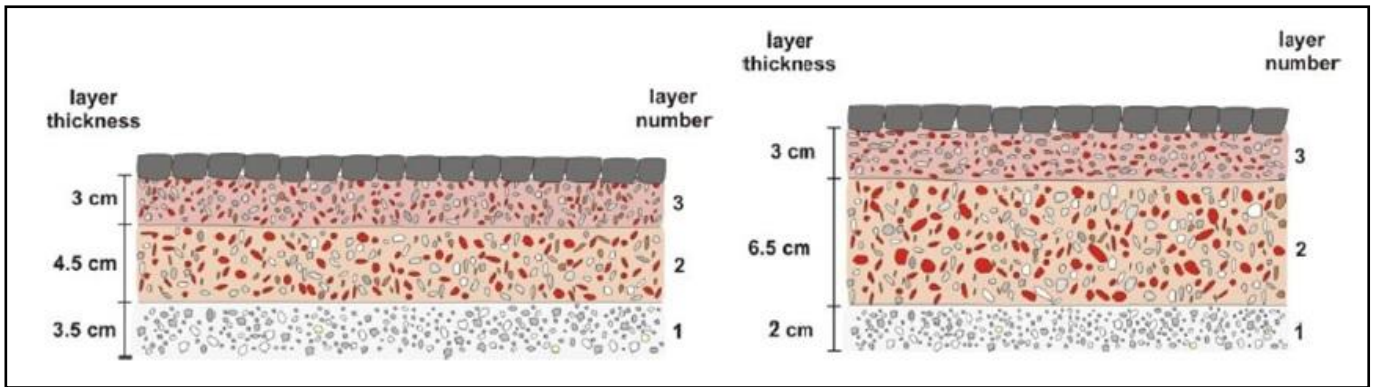 layer
thickness
layer
number
3 cm
3
4.5 cm
2
3.5 cm
1
layer
thickness
layer
number
3 cm
3
6.5 cm
2
2 cm
1